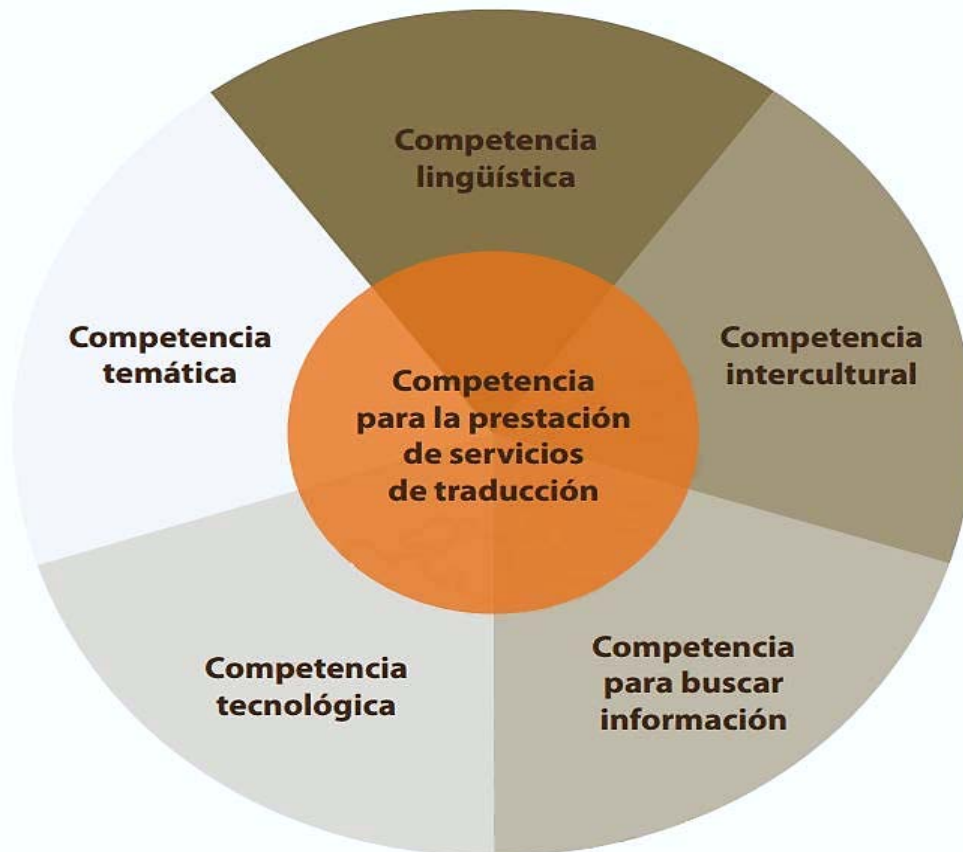 Competencia
lingüística
Competencia
temática
Competencia
intercultural
Competencia
para la prestación
de servicios
de traducción
Competencia
tecnológica
Competencia
para buscar
información